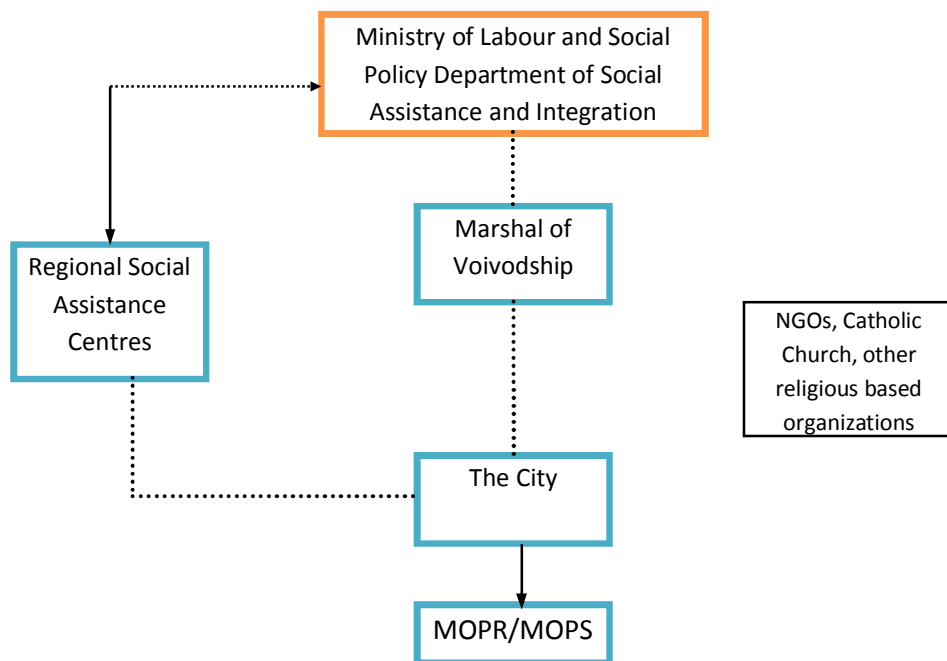 Ministry of Labour and Social
Policy Department of Social
Assistance and Integration
Marshal of
Voivodship
Regional Social
Assistance
Centres
NGOs, Catholic
Church, other
religious based
organizations
The City
MOPR/MOPS